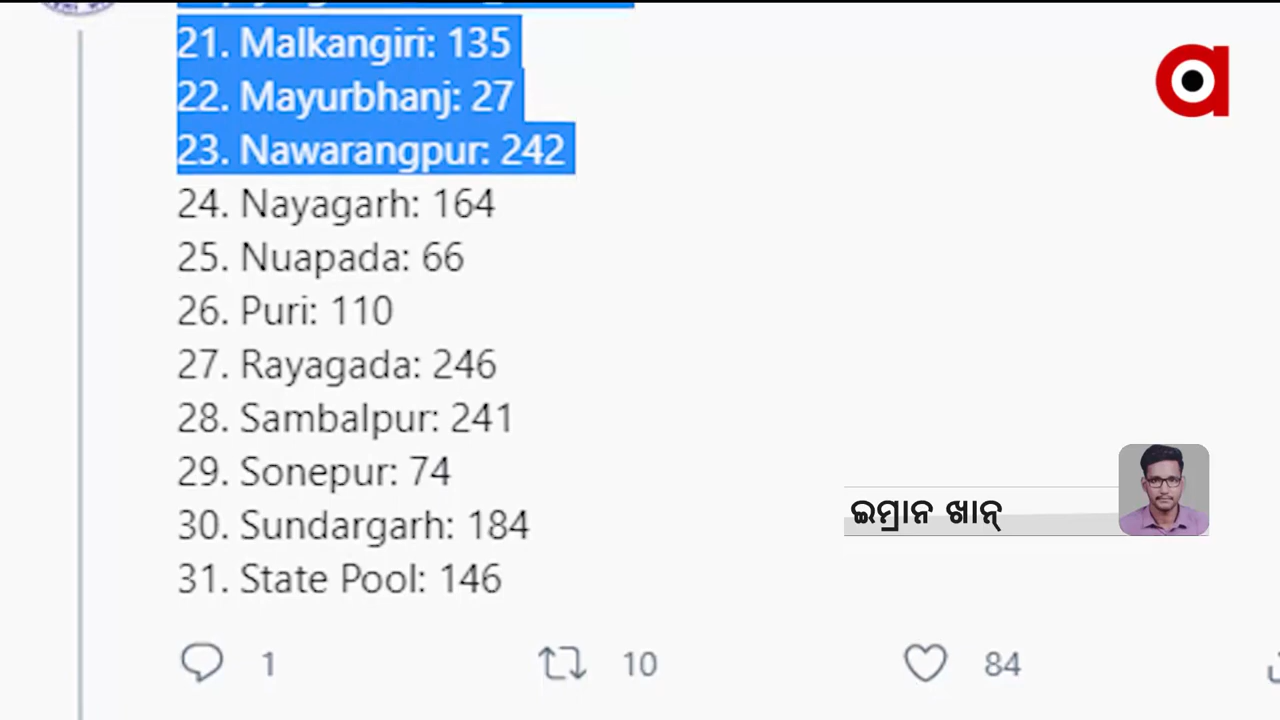 21. Malkangiri: 135
22. Mayurbhanj: 27
23. Nawarangpur: 242
24. Nayagarh: 164
25. Nuapada: 66
26. Puri: 110
27. Rayagada: 246
28. Sambalpur: 241
29. Sonepur: 74
30. Sundargarh: 184
31. State Pool: 146
ଇମ୍ରାନ ଖାନ୍
1 10 84